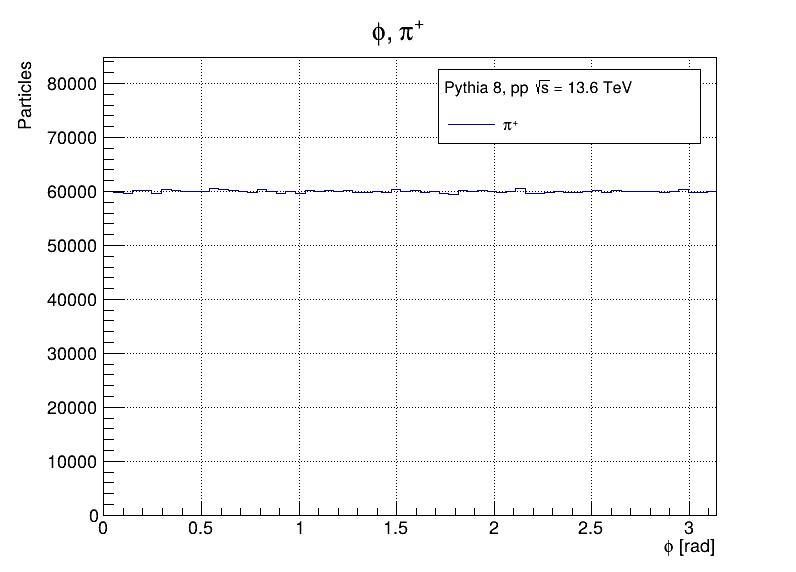 ϕ, π⁺
Particles
80000
70000
60000
50000
40000
30000
20000
10000
0
Pythia 8, pp √s = 13.6 TeV
π⁺
0 0.5 1 1.5 2 2.5 3
ϕ [rad]